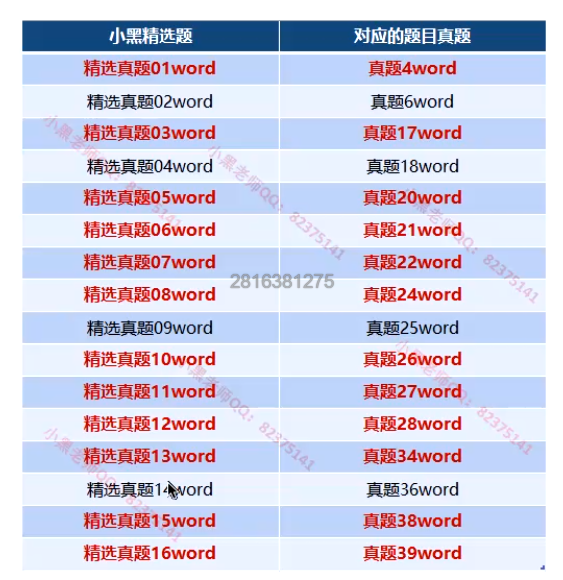 小黑精选题 对应的题目真题
精选真题01word 真题4word
精选真题02word 真题6word
精选真题03word 真题17word
精选真题04word 真题18word
精选真题05word 真题20word
精选真题06word 真题21word
精选真题07word 真题22word
2816381275
精选真题08word 真题24word
精选真题09word 真题25word
精选真题10word 真题26word
精选真题11word 真题27word
精选真题12word 真题28word
精选真题13word 真题34word
精选真题14word 真题36word
精选真题15word 真题38word
精选真题16word 真题39word
小黑老师QQ：82375141
小黑老师QQ：82375141
小黑老师QQ：82375141
小黑老师QQ：82375141
小黑老师QQ：82375141
小黑老师QQ：82375141